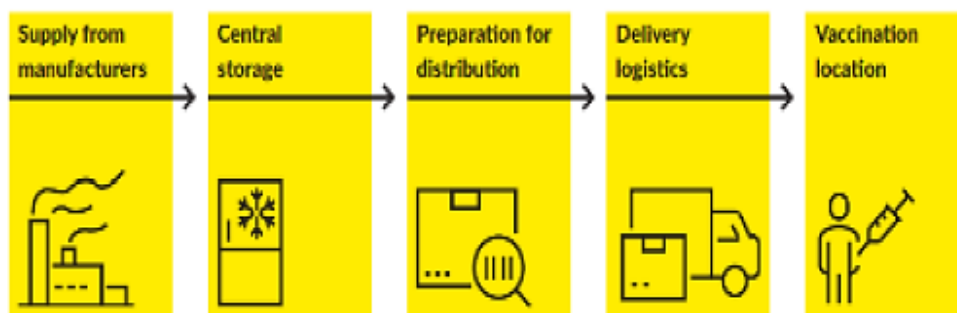 Supply from
manufacturers
Central
storage
Preparation for
distribution
Delivery
logistics
Vaccination
location